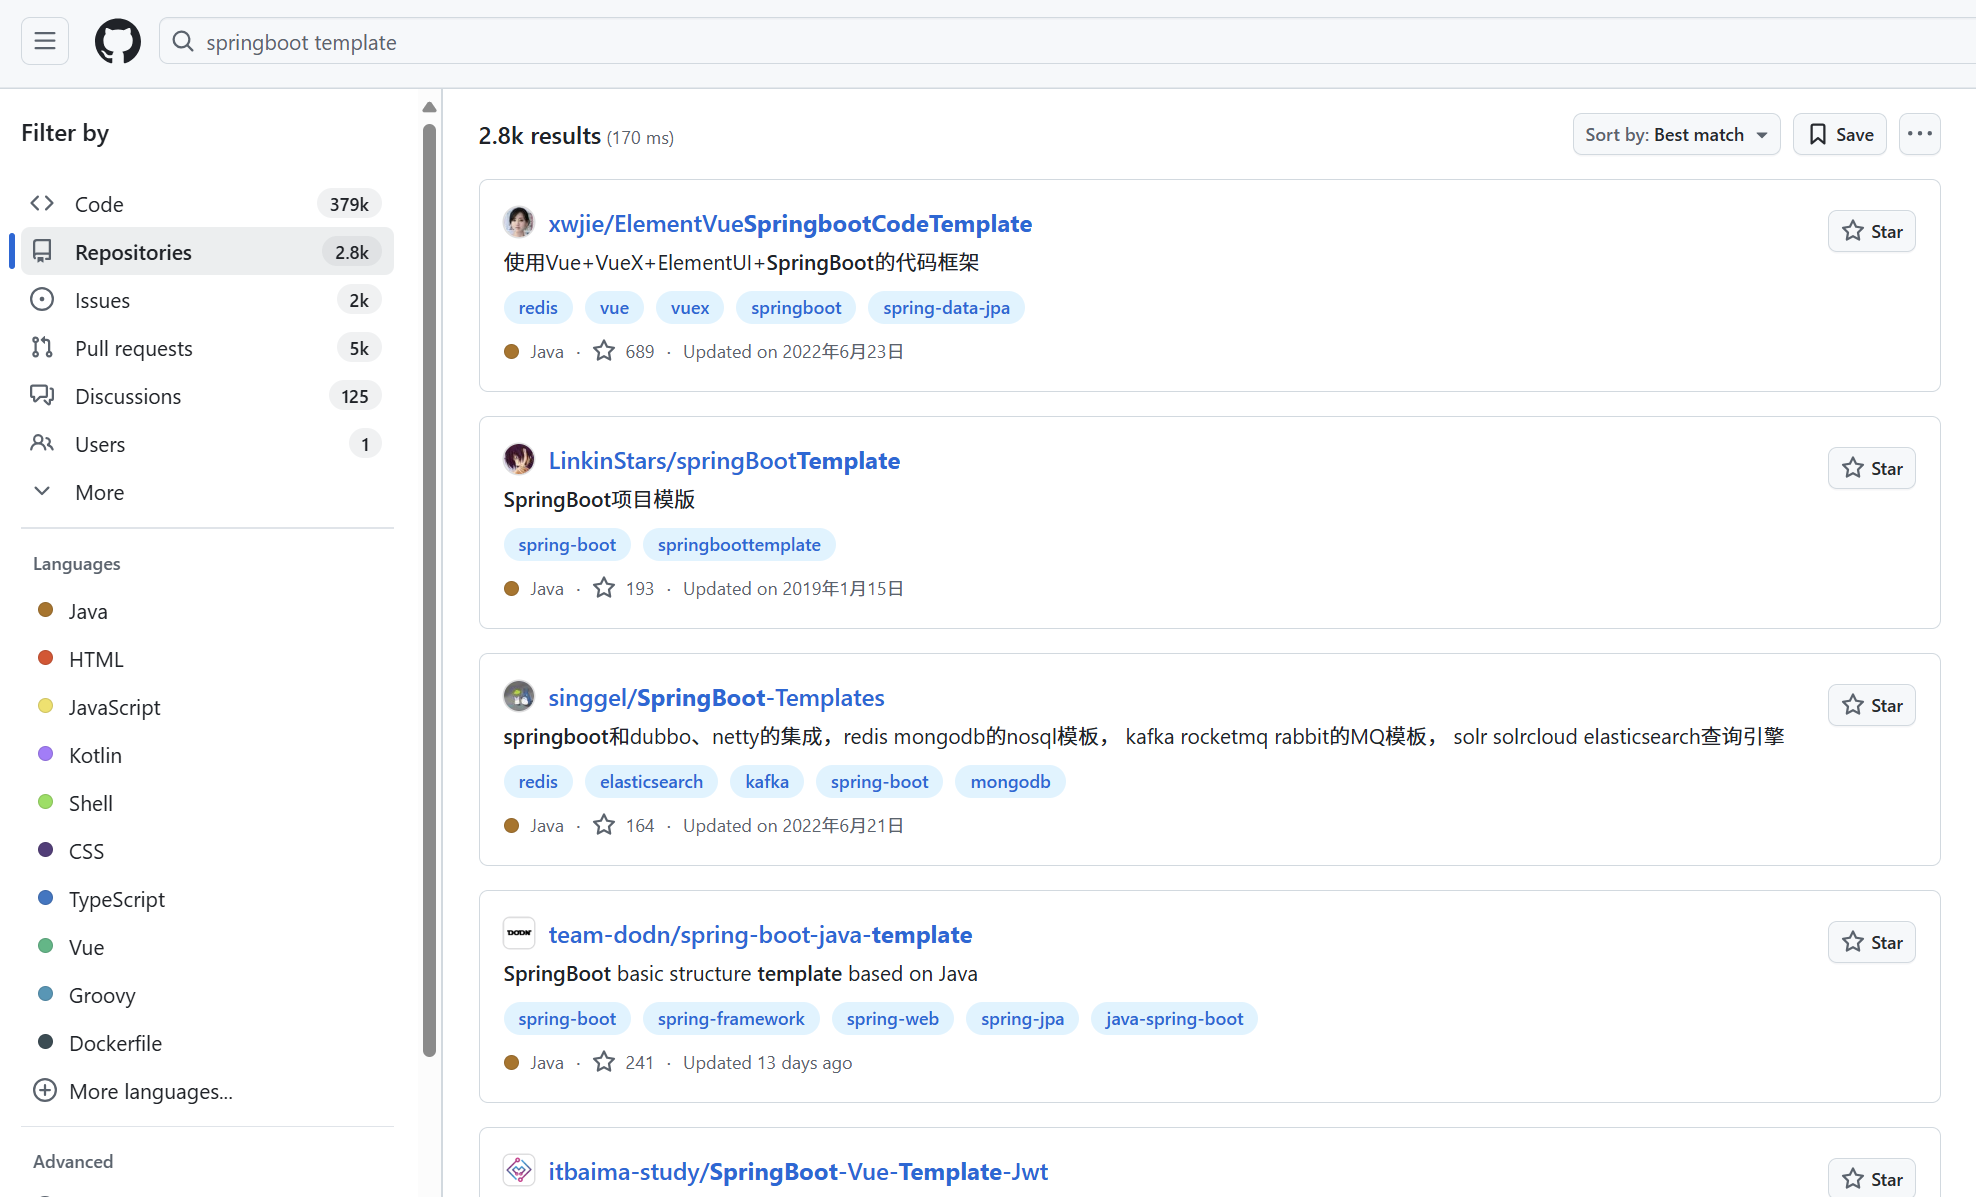 springboot template
Filter by
Code 379k
Repositories 2.8k
Issues 2k
Pull requests 5k
Discussions 125
Users 1
More
Languages
Java
HTML
JavaScript
Kotlin
Shell
CSS
TypeScript
Vue
Groovy
Dockerfile
More languages...
Advanced
2.8k results (170 ms)
Sort by: Best match
Save
xwjie/ElementVueSpringbootCodeTemplate
Star
使用Vue+VueX+ElementUI+SpringBoot的代码框架
redis vue vuex springboot spring-data-jpa
Java · 689 · Updated on 2022年6月23日
LinkinStars/springBootTemplate
Star
SpringBoot项目模版
spring-boot springboottemplate
Java · 193 · Updated on 2019年1月15日
singgel/SpringBoot-Templates
Star
springboot和dubbo、netty的集成，redis mongodb的nosql模板， kafka rocketmq rabbit的MQ模板， solr solrcloud elasticsearch查询引擎
redis elasticsearch kafka spring-boot mongodb
Java · 164 · Updated on 2022年6月21日
DODN
team-dodn/spring-boot-java-template
Star
SpringBoot basic structure template based on Java
spring-boot spring-framework spring-web spring-jpa java-spring-boot
Java · 241 · Updated 13 days ago
itbaima-study/SpringBoot-Vue-Template-Jwt
Star